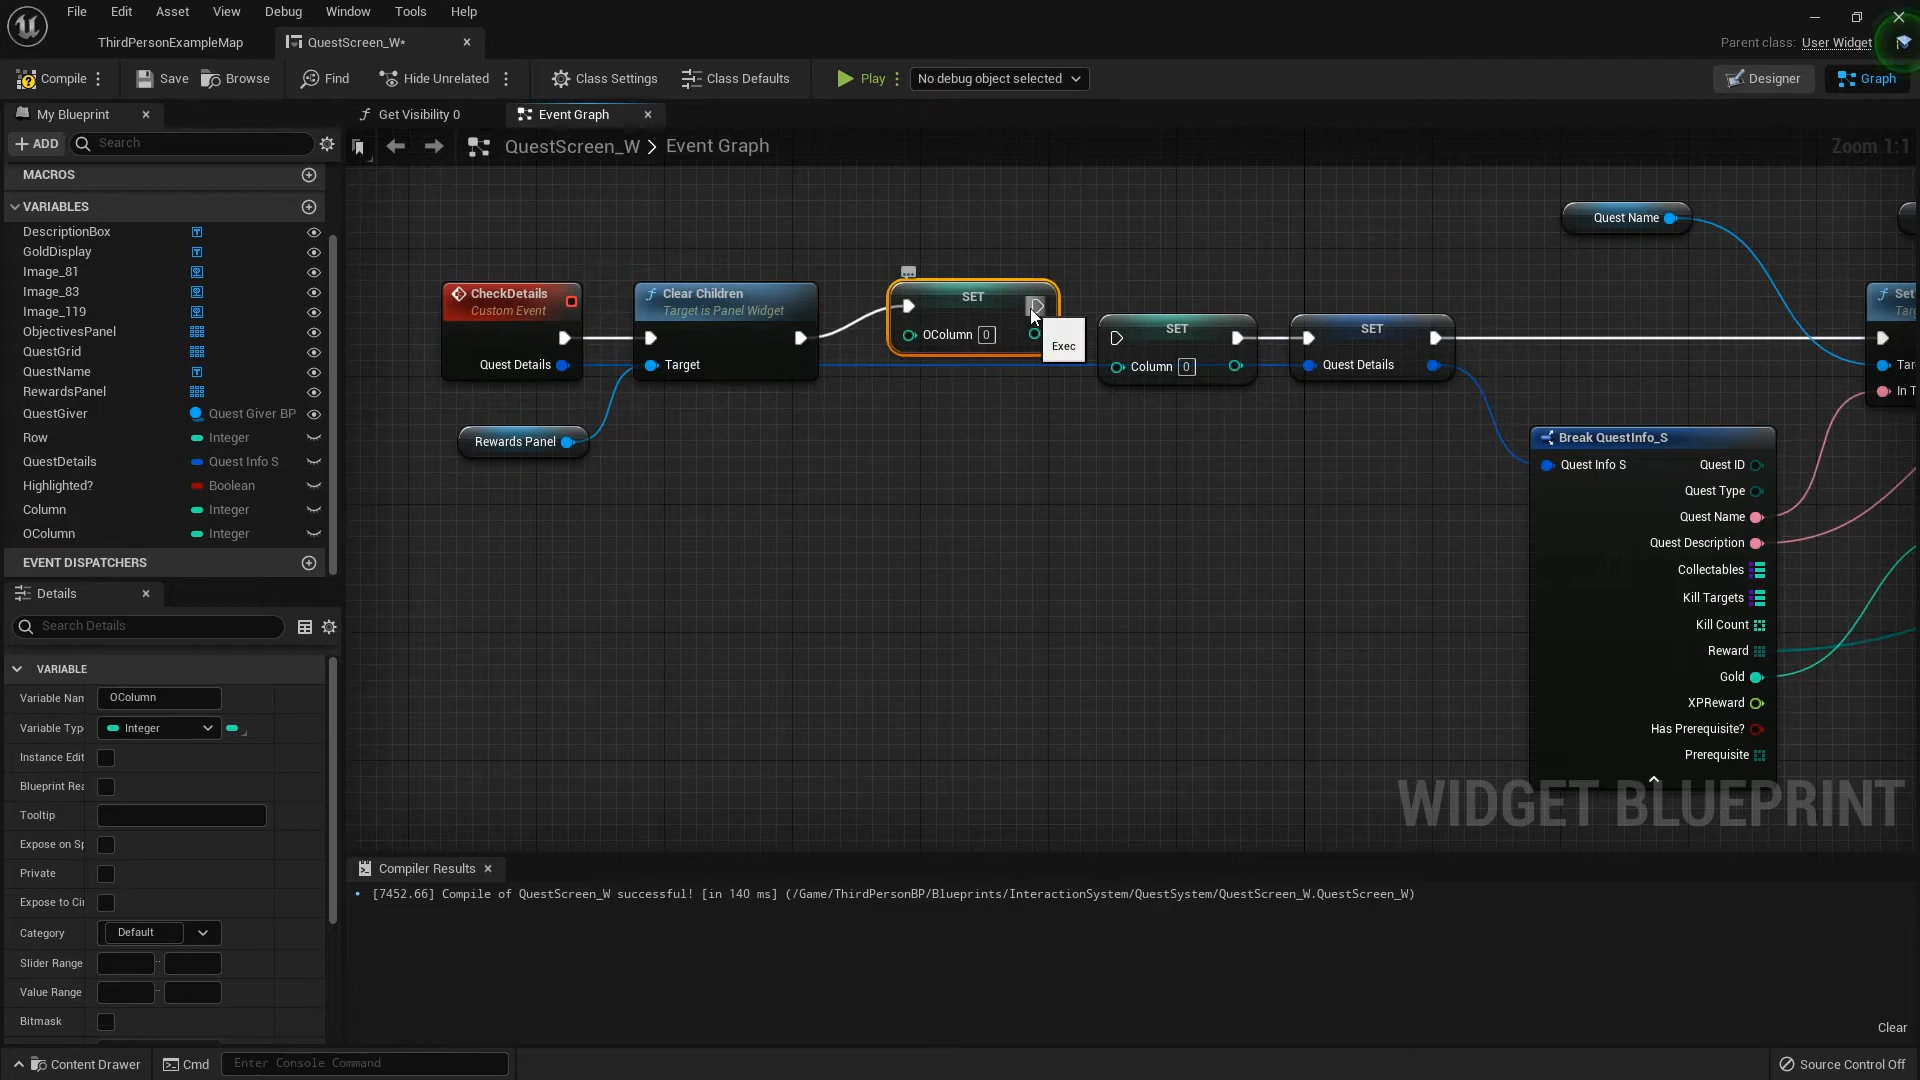 File Edit Asset View Debug Window Tools Help
ThirdPersonExampleMap
QuestScreen_W*
Parent class: User Widget
Compile
Save
Browse
Find
Hide Unrelated
Class Settings
Class Defaults
Play
No debug object selected
Designer
Graph
My Blueprint
Get Visibility 0
Event Graph
ADD
Search
QuestScreen_W > Event Graph
Zoom 1:1
MACROS
VARIABLES
DescriptionBox
GoldDisplay
Image_81
Image_83
Image_119
ObjectivesPanel
QuestGrid
QuestName
RewardsPanel
QuestGiver Quest Giver BP
Row Integer
QuestDetails Quest Info S
Highlighted? Boolean
Column Integer
OColumn Integer
EVENT DISPATCHERS
Details
Search Details
VARIABLE
Variable Nam OColumn
Variable Typ Integer
Instance Edit
Blueprint Rea
Tooltip
Expose on Sp
Private
Expose to Ci
Category Default
Slider Range
Value Range
Bitmask
CheckDetails
Custom Event
Quest Details
Rewards Panel
Clear Children
Target is Panel Widget
Target
SET
OColumn 0
Exec
SET
Column 0
SET
Quest Details
Quest Name
Set
Targ
Tar
In T
Break QuestInfo_S
Quest Info S
Quest ID
Quest Type
Quest Name
Quest Description
Collectables
Kill Targets
Kill Count
Reward
Gold
XPReward
Has Prerequisite?
Prerequisite
WIDGET BLUEPRINT
Compiler Results
[7452.66] Compile of QuestScreen_W successful! [in 140 ms] (/Game/ThirdPersonBP/Blueprints/InteractionSystem/QuestSystem/QuestScreen_W.QuestScreen_W)
Clear
Content Drawer
Cmd
Enter Console Command
Source Control Off